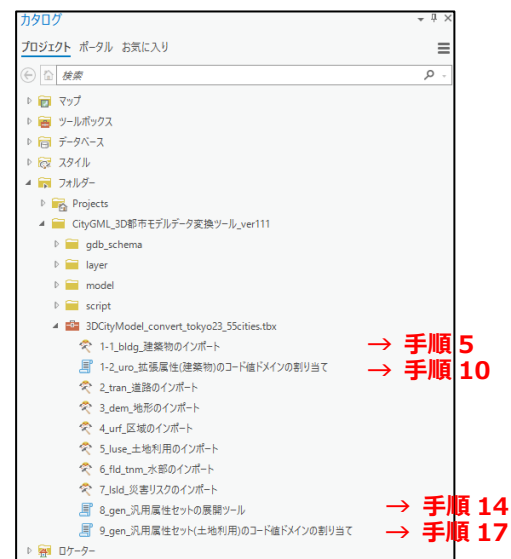 カタログ
プロジェクト ポータル お気に入り
検索
マップ
ツールボックス
データベース
スタイル
フォルダー
Projects
CityGML_3D都市モデルデータ変換ツール_ver111
gdb_schema
layer
model
script
3DCityModel_convert_tokyo23_55cities.tbx
1-1_bldg_建築物のインポート → 手順 5
1-2_uro_拡張属性(建築物)のコード値ドメインの割り当て → 手順 10
2_tran_道路のインポート
3_dem_地形のインポート
4_urf_区域のインポート
5_luse_土地利用のインポート
6_fld_tnm_水部のインポート
7_lsld_災害リスクのインポート
8_gen_汎用属性セットの展開ツール → 手順 14
9_gen_汎用属性セット(土地利用)のコード値ドメインの割り当て → 手順 17
ロケーター